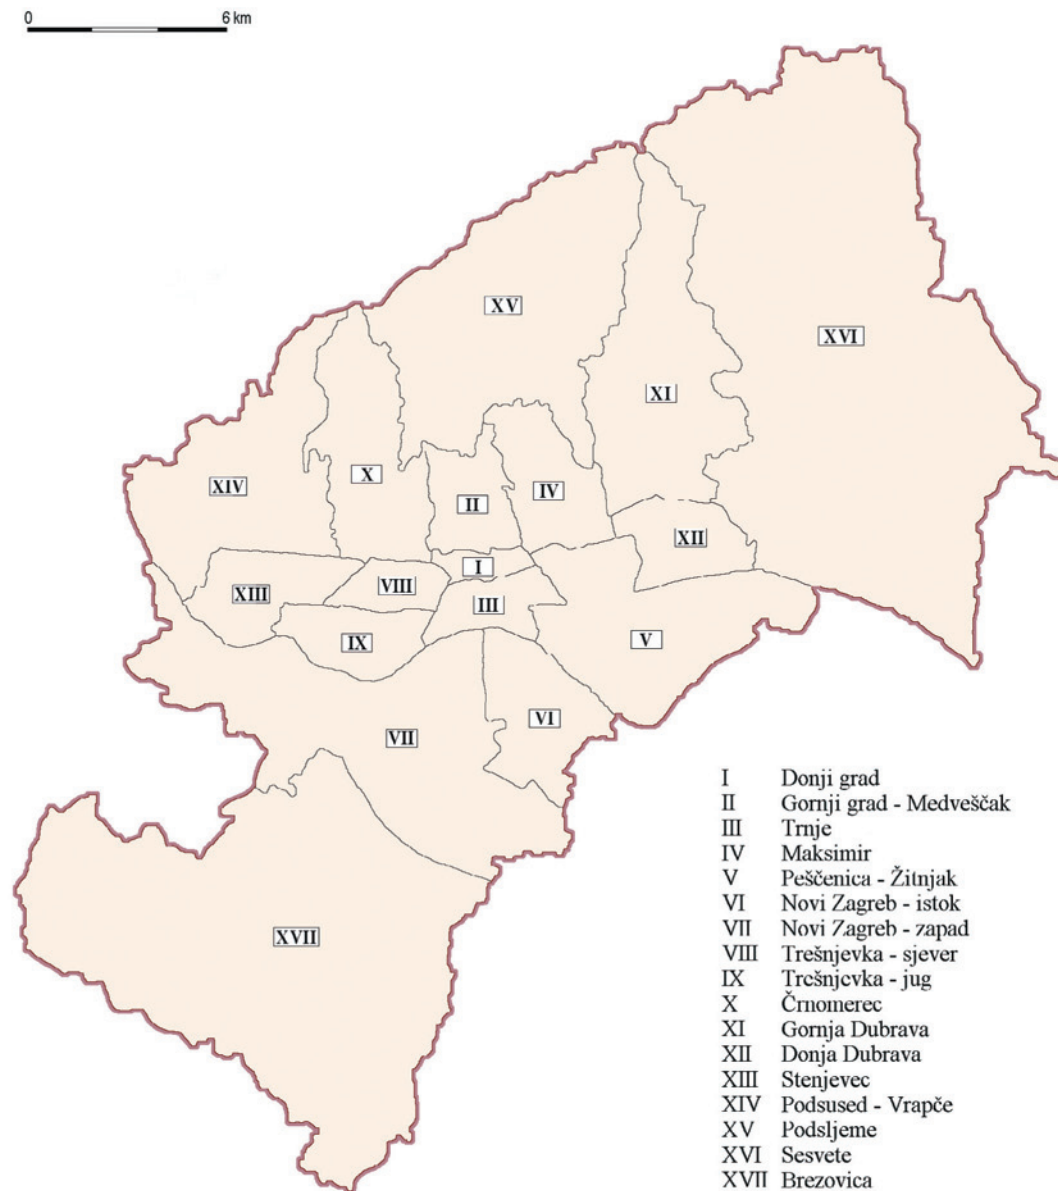 0 6 km
XV
XVI
XI
X
XIV
II
IV
XII
I
VIII
XIII
III
IX
V
VI
VII
XVII
I Donji grad
II Gornji grad - Medveščak
III Trnje
IV Maksimir
V Peščenica - Žitnjak
VI Novi Zagreb - istok
VII Novi Zagreb - zapad
VIII Trešnjevka - sjever
IX Trešnjevka - jug
X Črnomerec
XI Gornja Dubrava
XII Donja Dubrava
XIII Stenjevec
XIV Podsused - Vrapče
XV Podsljeme
XVI Sesvete
XVII Brezovica